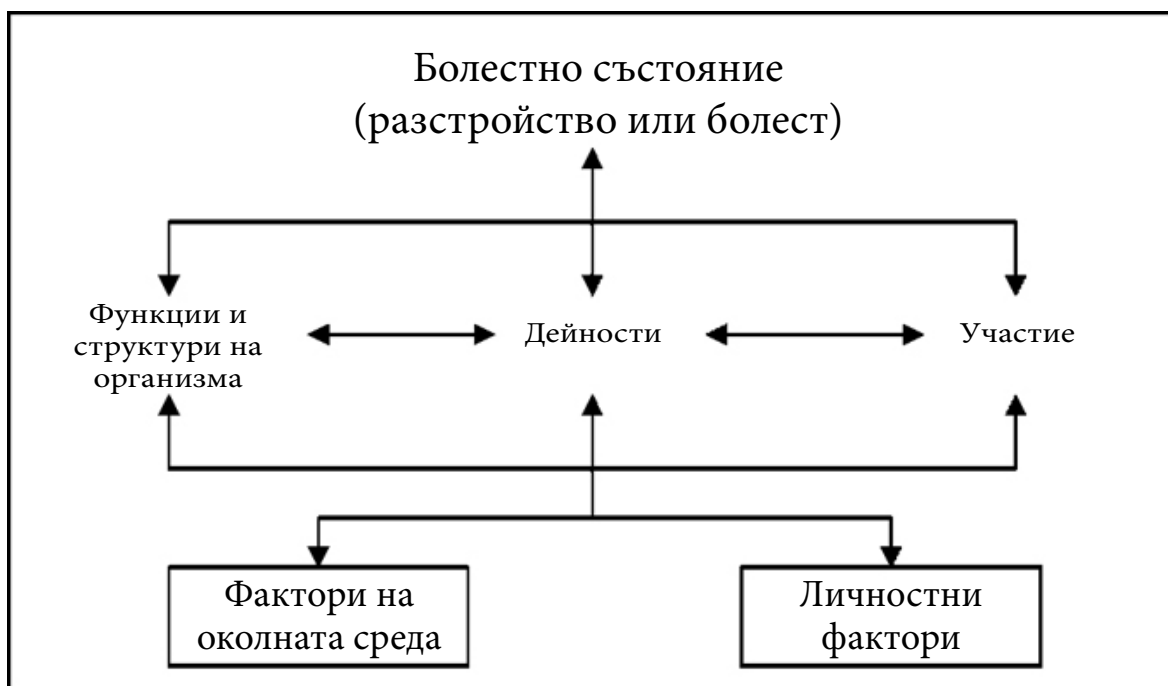 Болестно състояние
(разстройство или болест)
Функции и
структури на
организма
Дейности
Участие
Фактори на
околната среда
Личностни
фактори